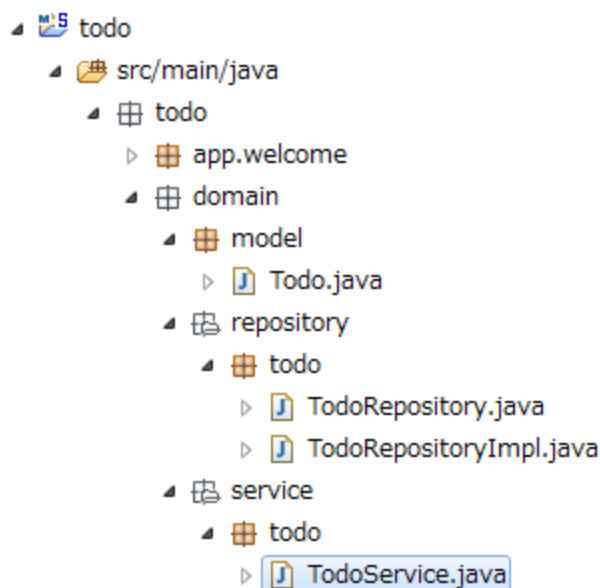 todo
src/main/java
todo
app.welcome
domain
model
Todo.java
repository
todo
TodoRepository.java
TodoRepositoryImpl.java
service
todo
TodoService.java